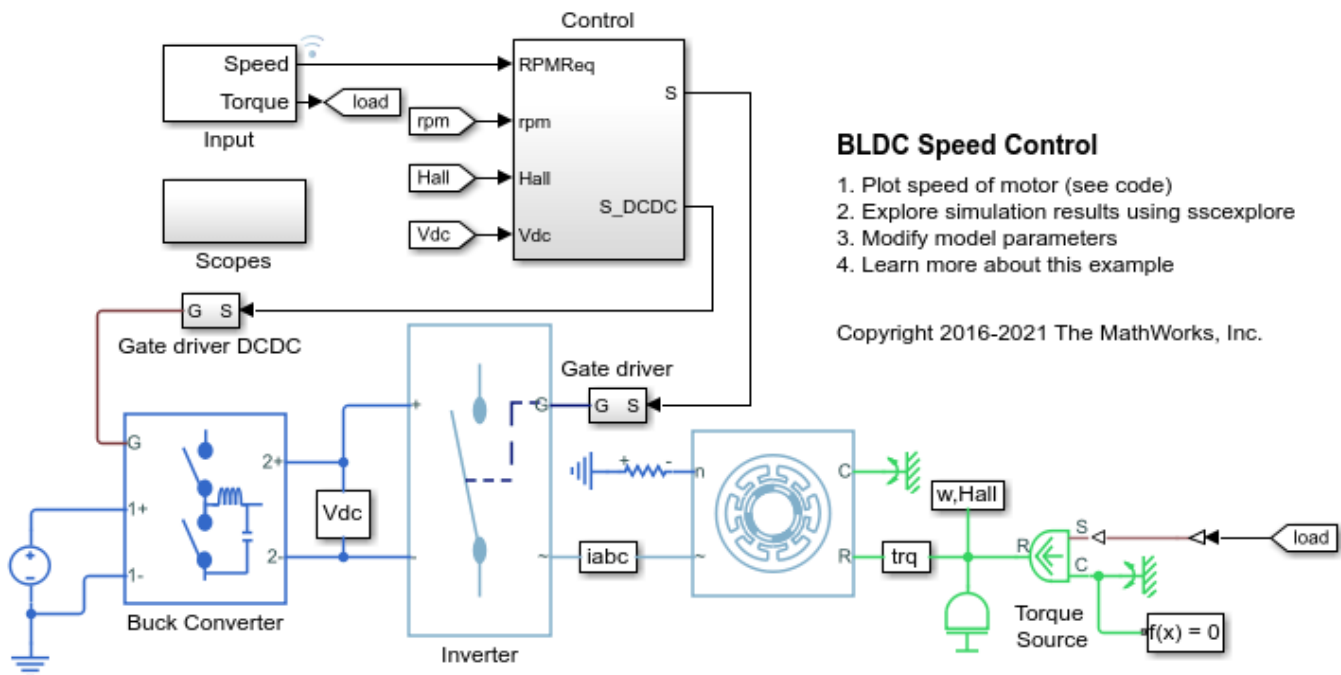 Control
Speed
Torque
load
Input
RPMReq
rpm
rpm
Hall
Hall
Vdc
Vdc
S
S_DCDC
Scopes
BLDC Speed Control
1. Plot speed of motor (see code)
2. Explore simulation results using sscexplore
3. Modify model parameters
4. Learn more about this example
Copyright 2016-2021 The MathWorks, Inc.
G S
Gate driver DCDC
Gate driver
G S
G
1+
1-
2+
2-
Buck Converter
Vdc
+
-
G
~
Inverter
iabc
+ -
n
~
C
R
trq
w,Hall
R
S
C
load
Torque
Source
f(x) = 0
+
-